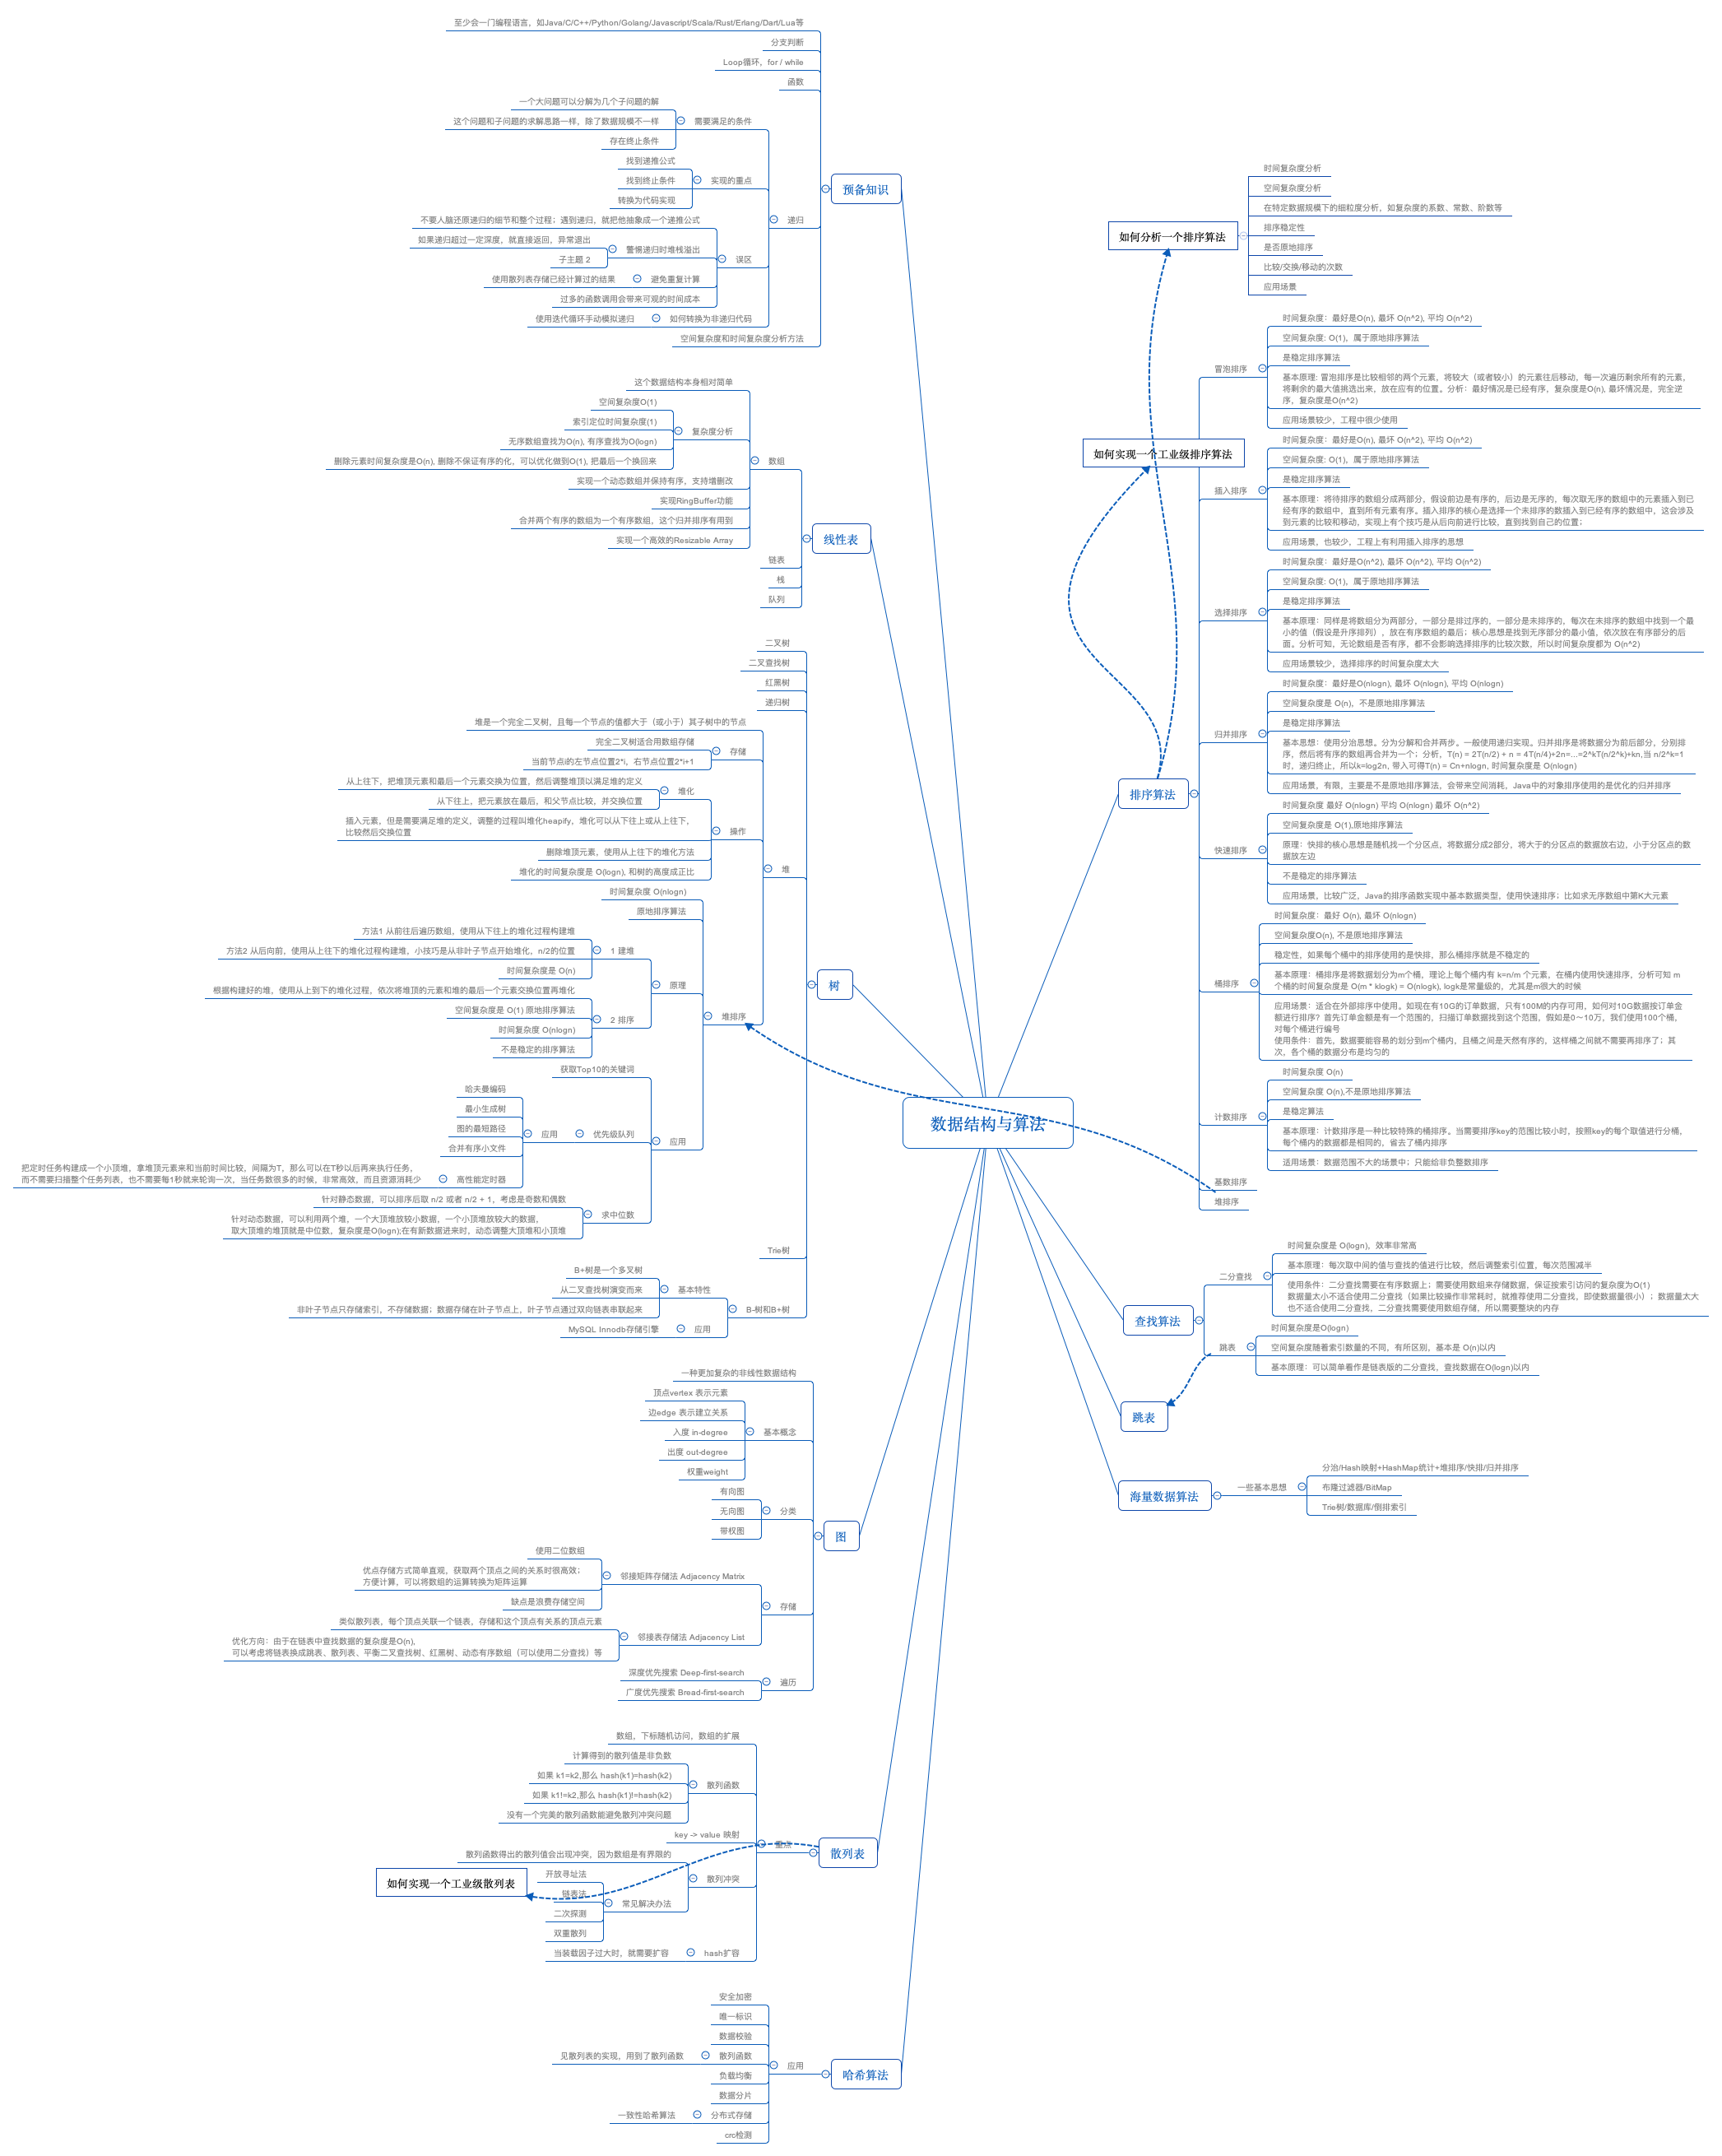 至少会一门编程语言，如Java/C/C++/Python/Golang/Javascript/Scala/Rust/Erlang/Dart/Lua等
分支判断
Loop循环，for / while
函数
一个大问题可以分解为几个子问题的解
这个问题和子问题的求解思路一样，除了数据规模不一样
存在终止条件
需要满足的条件
找到递推公式
找到终止条件
转换为代码实现
实现的重点
不要人脑还原递归的细节和整个过程；遇到递归，就把他抽象成一个递推公式
如果递归超过一定深度，就直接返回，异常退出
子主题 2
警惕递归时堆栈溢出
使用散列表存储已经计算过的结果
避免重复计算
过多的函数调用会带来可观的时间成本
误区
使用迭代循环手动模拟递归
如何转换为非递归代码
递归
空间复杂度和时间复杂度分析方法
预备知识
这个数据结构本身相对简单
空间复杂度O(1)
索引定位时间复杂度(1)
无序数组查找为O(n), 有序查找为O(logn)
删除元素时间复杂度是O(n), 删除不保证有序的化，可以优化做到O(1), 把最后一个换回来
复杂度分析
实现一个动态数组并保持有序，支持增删改
实现RingBuffer功能
合并两个有序的数组为一个有序数组，这个归并排序有用到
实现一个高效的Resizable Array
数组
链表
栈
队列
线性表
二叉树
二叉查找树
红黑树
递归树
堆是一个完全二叉树，且每一个节点的值都大于（或小于）其子树中的节点
完全二叉树适合用数组存储
当前节点i的左节点位置2*i，右节点位置2*i+1
存储
从上往下，把堆顶元素和最后一个元素交换为位置，然后调整堆顶以满足堆的定义
从下往上，把元素放在最后，和父节点比较，并交换位置
堆化
插入元素，但是需要满足堆的定义，调整的过程叫堆化heapify，堆化可以从下往上或从上往下，
比较然后交换位置
删除堆顶元素，使用从上往下的堆化方法
堆化的时间复杂度是 O(logn), 和树的高度成正比
操作
堆
时间复杂度 O(nlogn)
原地排序算法
方法1 从前往后遍历数组，使用从下往上的堆化过程构建堆
方法2 从后向前，使用从上往下的堆化过程构建堆，小技巧是从非叶子节点开始堆化，n/2的位置
时间复杂度是 O(n)
1 建堆
根据构建好的堆，使用从上到下的堆化过程，依次将堆顶的元素和堆的最后一个元素交换位置再堆化
空间复杂度是 O(1) 原地排序算法
时间复杂度 O(nlogn)
不是稳定的排序算法
2 排序
原理
堆排序
获取Top10的关键词
哈夫曼编码
最小生成树
图的最短路径
合并有序小文件
把定时任务构建成一个小顶堆，拿堆顶元素来和当前时间比较，间隔为T，那么可以在T秒以后再来执行任务，
而不需要扫描整个任务列表，也不需要每1秒就来轮询一次，当任务数很多的时候，非常高效，而且资源消耗少
高性能定时器
应用
优先级队列
针对静态数据，可以排序后取 n/2 或者 n/2 + 1，考虑是奇数和偶数
针对动态数据，可以利用两个堆，一个大顶堆放较小数据，一个小顶堆放较大的数据，
取大顶堆的堆顶就是中位数，复杂度是O(logn);在有新数据进来时，动态调整大顶堆和小顶堆
求中位数
应用
Trie树
B+树是一个多叉树
从二叉查找树演变而来
非叶子节点只存储索引，不存储数据；数据存储在叶子节点上，叶子节点通过双向链表串联起来
基本特性
MySQL Innodb存储引擎
应用
B-树和B+树
树
一种更加复杂的非线性数据结构
顶点vertex 表示元素
边edge 表示建立关系
入度 in-degree
出度 out-degree
权重weight
基本概念
有向图
无向图
带权图
分类
使用二位数组
优点存储方式简单直观，获取两个顶点之间的关系时很高效；
方便计算，可以将数组的运算转换为矩阵运算
缺点是浪费存储空间
邻接矩阵存储法 Adjacency Matrix
类似散列表，每个顶点关联一个链表，存储和这个顶点有关系的顶点元素
优化方向：由于在链表中查找数据的复杂度是O(n),
可以考虑将链表换成跳表、散列表、平衡二叉查找树、红黑树、动态有序数组（可以使用二分查找）等
邻接表存储法 Adjacency List
存储
深度优先搜索 Deep-first-search
广度优先搜索 Bread-first-search
遍历
图
数组，下标随机访问，数组的扩展
计算得到的散列值是非负数
如果 k1=k2,那么 hash(k1)=hash(k2)
如果 k1!=k2,那么 hash(k1)!=hash(k2)
没有一个完美的散列函数能避免散列冲突问题
散列函数
key -> value 映射
重点
散列函数得出的散列值会出现冲突，因为数组是有界限的
开放寻址法
链表法
二次探测
双重散列
常见解决办法
散列冲突
当装载因子过大时，就需要扩容
hash扩容
散列表
如何实现一个工业级散列表
安全加密
唯一标识
数据校验
见散列表的实现，用到了散列函数
散列函数
负载均衡
数据分片
一致性哈希算法
分布式存储
crc检测
应用
哈希算法
数据结构与算法
如何分析一个排序算法
时间复杂度分析
空间复杂度分析
在特定数据规模下的细粒度分析，如复杂度的系数、常数、阶数等
排序稳定性
是否原地排序
比较/交换/移动的次数
应用场景
如何实现一个工业级排序算法
排序算法
冒泡排序
时间复杂度：最好是O(n), 最坏 O(n^2), 平均 O(n^2)
空间复杂度: O(1)，属于原地排序算法
是稳定排序算法
基本原理: 冒泡排序是比较相邻的两个元素，将较大（或者较小）的元素往后移动，每一次遍历剩余所有的元素，
将剩余的最大值挑选出来，放在应有的位置。分析：最好情况是已经有序，复杂度是O(n), 最坏情况是，完全逆
序，复杂度是O(n^2)
应用场景较少，工程中很少使用
插入排序
时间复杂度：最好是O(n), 最坏 O(n^2), 平均 O(n^2)
空间复杂度: O(1)，属于原地排序算法
是稳定排序算法
基本原理：将待排序的数组分成两部分，假设前边是有序的，后边是无序的，每次取无序的数组中的元素插入到已
经有序的数组中，直到所有元素有序。插入排序的核心是选择一个未排序的数插入到已经有序的数组中，这会涉及
到元素的比较和移动，实现上有个技巧是从后向前进行比较，直到找到自己的位置；
应用场景，也较少，工程上有利用插入排序的思想
选择排序
时间复杂度：最好是O(n^2), 最坏 O(n^2), 平均 O(n^2)
空间复杂度: O(1)，属于原地排序算法
是稳定排序算法
基本原理：同样是将数组分为两部分，一部分是排过序的，一部分是未排序的，每次在未排序的数组中找到一个最
小的值（假设是升序排列），放在有序数组的最后；核心思想是找到无序部分的最小值，依次放在有序部分的后
面。分析可知，无论数组是否有序，都不会影响选择排序的比较次数，所以时间复杂度都为 O(n^2)
应用场景较少，选择排序的时间复杂度太大
归并排序
时间复杂度：最好是O(nlogn), 最坏 O(nlogn), 平均 O(nlogn)
空间复杂度是 O(n)，不是原地排序算法
是稳定排序算法
基本思想：使用分治思想。分为分解和合并两步。一般使用递归实现。归并排序是将数据分为前后部分，分别排
序，然后将有序的数组再合并为一个；分析，T(n) = 2T(n/2) + n = 4T(n/4)+2n=...=2^kT(n/2^k)+kn,当 n/2^k=1
时，递归终止，所以k=log2n, 带入可得T(n) = Cn+nlogn, 时间复杂度是 O(nlogn)
应用场景，有限，主要是不是原地排序算法，会带来空间消耗，Java中的对象排序使用的是优化的归并排序
快速排序
时间复杂度 最好 O(nlogn) 平均 O(nlogn) 最坏 O(n^2)
空间复杂度是 O(1),原地排序算法
原理：快排的核心思想是随机找一个分区点，将数据分成2部分，将大于的分区点的数据放右边，小于分区点的数
据放左边
不是稳定的排序算法
应用场景，比较广泛，Java的排序函数实现中基本数据类型，使用快速排序；比如求无序数组中第K大元素
桶排序
时间复杂度：最好 O(n), 最坏 O(nlogn)
空间复杂度O(n), 不是原地排序算法
稳定性，如果每个桶中的排序使用的是快排，那么桶排序就是不稳定的
基本原理：桶排序是将数据划分为m个桶，理论上每个桶内有 k=n/m 个元素，在桶内使用快速排序，分析可知 m
个桶的时间复杂度是 O(m * klogk) = O(nlogk), logk是常量级的，尤其是m很大的时候
应用场景：适合在外部排序中使用。如现在有10G的订单数据，只有100M的内存可用，如何对10G数据按订单金
额进行排序？首先订单金额是有一个范围的，扫描订单数据找到这个范围，假如是0～10万，我们使用100个桶，
对每个桶进行编号
使用条件：首先，数据要能容易的划分到m个桶内，且桶之间是天然有序的，这样桶之间就不需要再排序了；其
次，各个桶的数据分布是均匀的
计数排序
时间复杂度 O(n)
空间复杂度 O(n),不是原地排序算法
是稳定算法
基本原理：计数排序是一种比较特殊的桶排序。当需要排序key的范围比较小时，按照key的每个取值进行分桶，
每个桶内的数据都是相同的，省去了桶内排序
适用场景：数据范围不大的场景中；只能给非负整数排序
基数排序
堆排序
查找算法
二分查找
时间复杂度是 O(logn)，效率非常高
基本原理：每次取中间的值与查找的值进行比较，然后调整索引位置，每次范围减半
使用条件：二分查找需要在有序数据上；需要使用数组来存储数据，保证按索引访问的复杂度为O(1)
数据量太小不适合使用二分查找（如果比较操作非常耗时，就推荐使用二分查找，即使数据量很小）；数据量太大
也不适合使用二分查找，二分查找需要使用数组存储，所以需要整块的内存
跳表
时间复杂度是O(logn)
空间复杂度随着索引数量的不同，有所区别，基本是 O(n)以内
基本原理：可以简单看作是链表版的二分查找，查找数据在O(logn)以内
跳表
海量数据算法
一些基本思想
分治/Hash映射+HashMap统计+堆排序/快排/归并排序
布隆过滤器/BitMap
Trie树/数据库/倒排索引